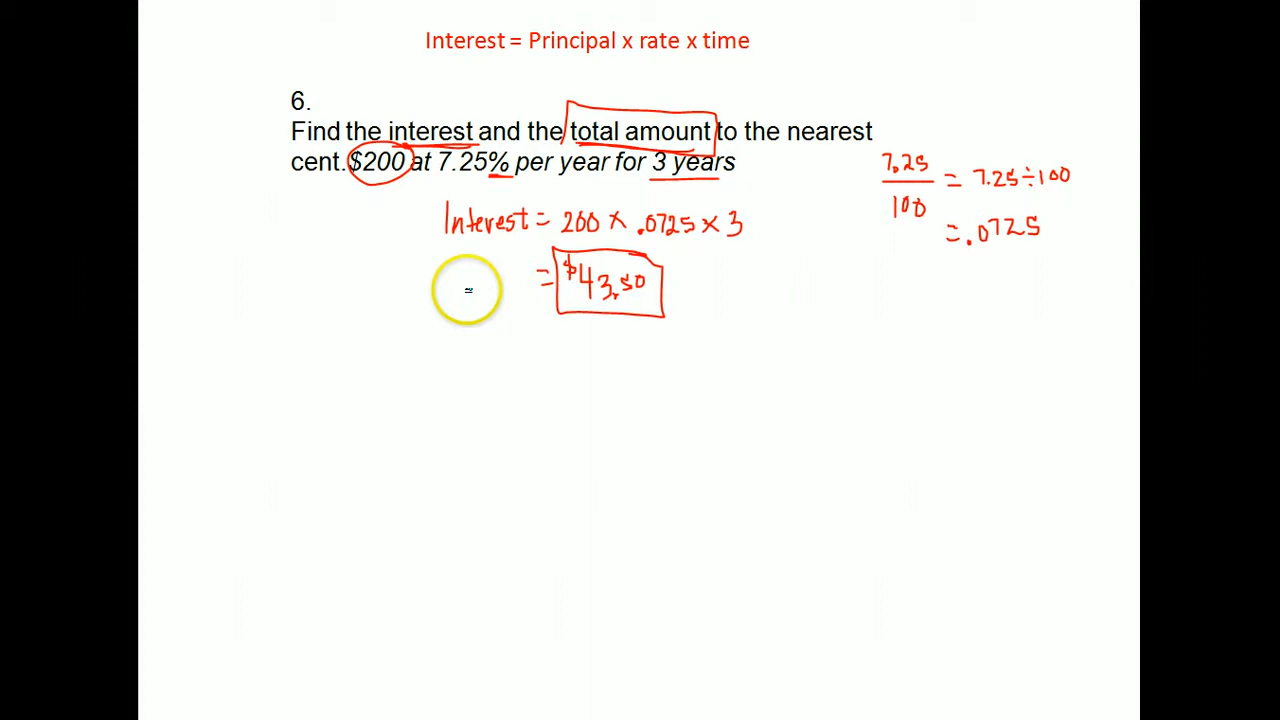 Interest = Principal x rate x time
6.
Find the interest and the total amount to the nearest
cent. $200 at 7.25% per year for 3 years
7.25
100
= 7.25÷100
= .0725
Interest = 200 × .0725 × 3
= $43.50